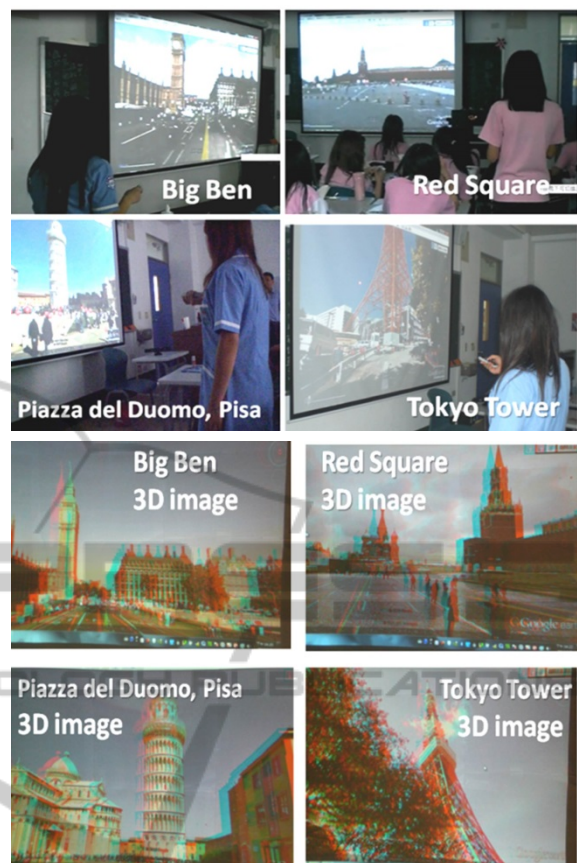 Big Ben
Red Square
Piazza del Duomo, Pisa
Tokyo Tower
Big Ben
3D image
Red Square
3D image
Google
Piazza del Duomo, Pisa
3D image
Tokyo Tower
3D image